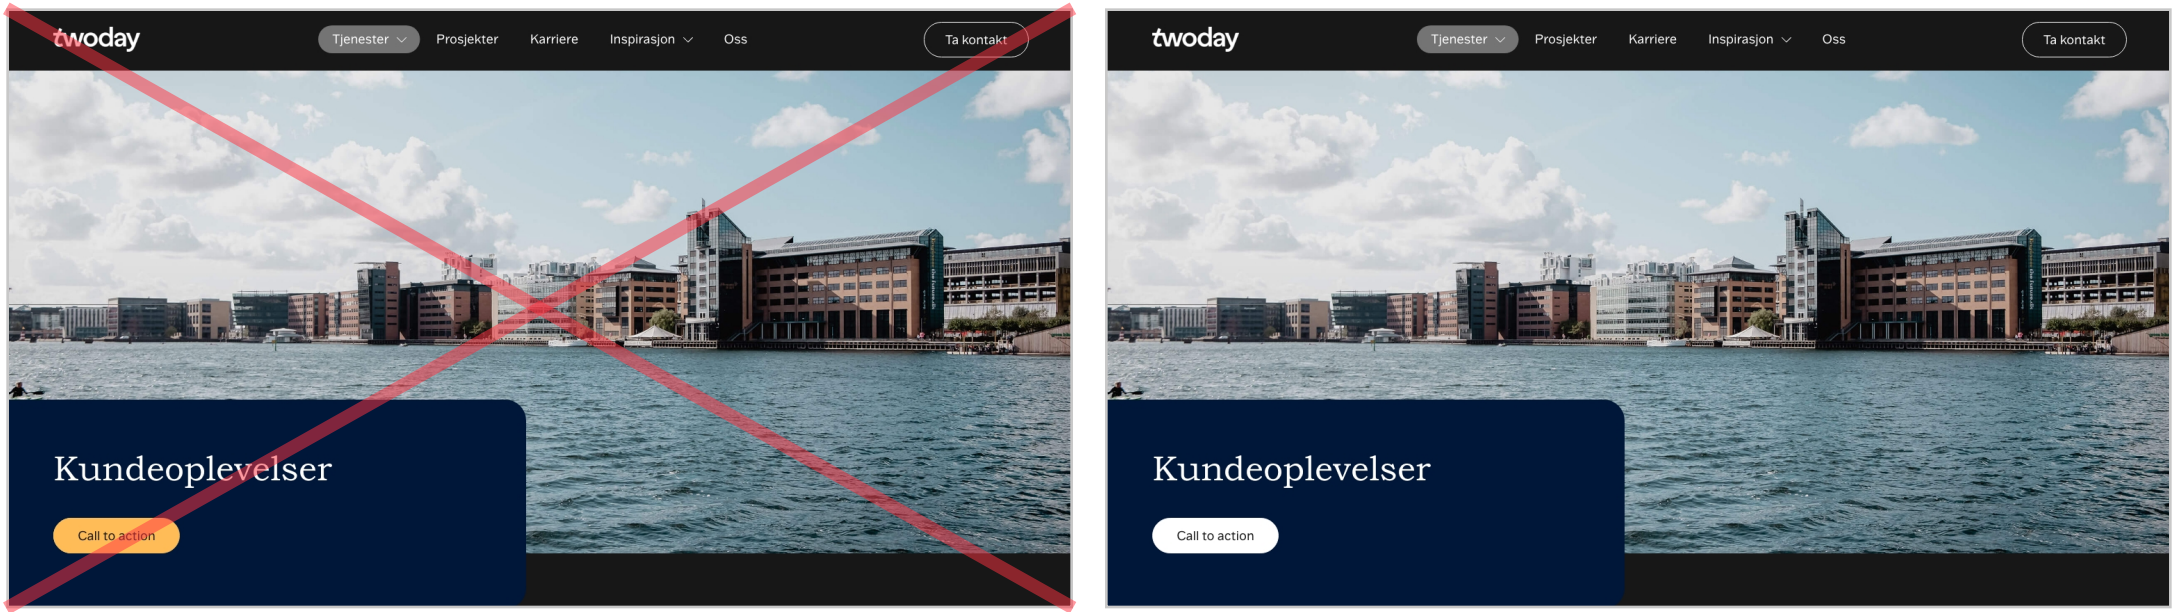 twoday Tjenester Prosjekter Karriere Inspirasjon Oss Ta kontakt
Kundeoplevelser
Call to action
twoday Tjenester Prosjekter Karriere Inspirasjon Oss Ta kontakt
Kundeoplevelser
Call to action